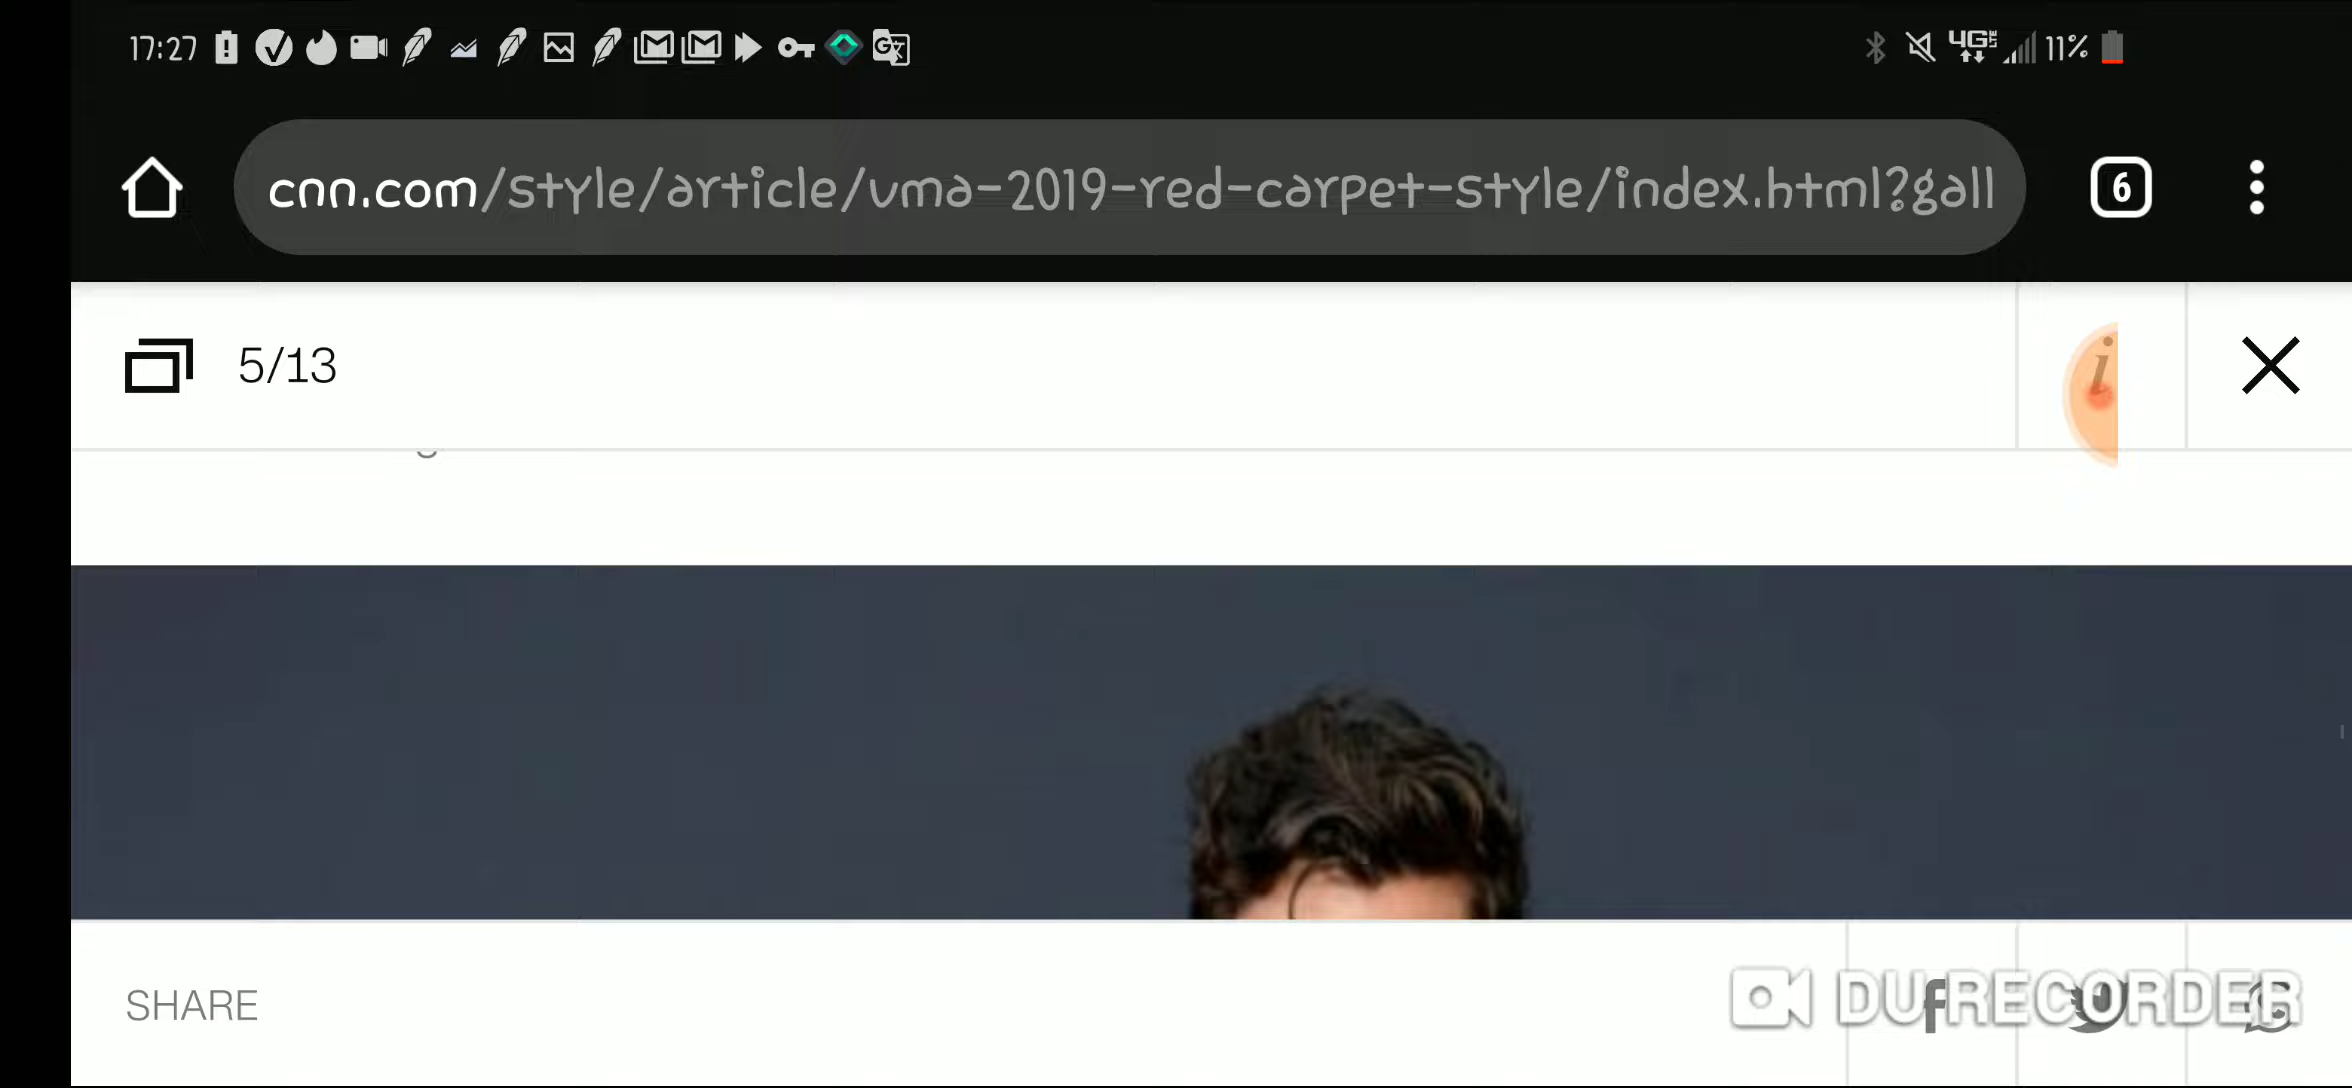 17:27 11%
cnn.com/style/article/vma-2019-red-carpet-style/index.html?gall 6
5/13
SHARE
DU RECORDER